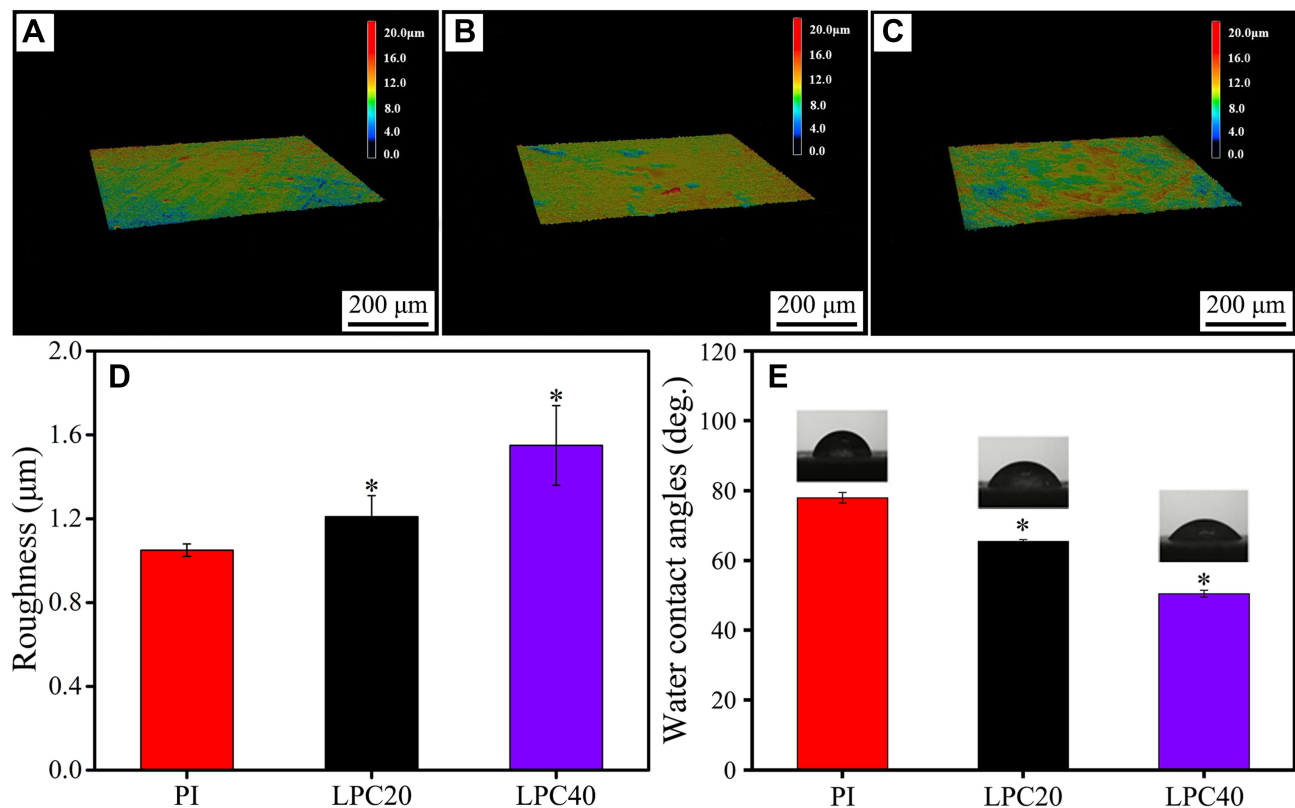 A
20.0μm
16.0
12.0
8.0
4.0
0.0
200 μm
B
20.0μm
16.0
12.0
8.0
4.0
0.0
200 μm
C
20.0μm
16.0
12.0
8.0
4.0
0.0
200 μm
D
Roughness (μm)
2.0
1.6
1.2
0.8
0.4
0.0
*
*
PI
LPC20
LPC40
E
Water contact angles (deg.)
120
100
80
60
40
20
0
*
*
PI
LPC20
LPC40